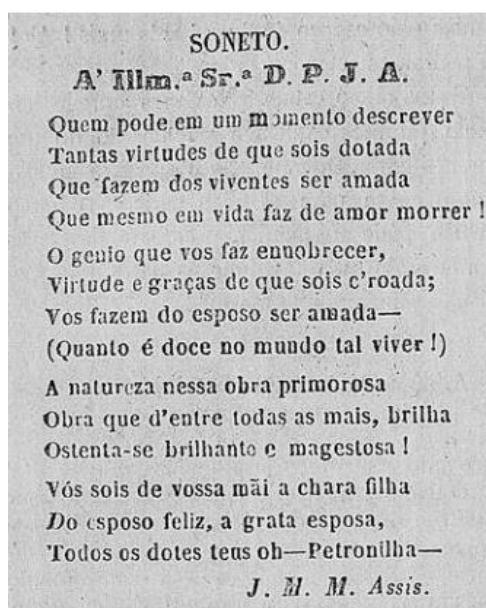 SONETO.
A' Illm.ª Sr.ª D. P. J. A.
Quem pode em um momento descrever
Tantas virtudes de que sois dotada
Que fazem dos viventes ser amada
Que mesmo em vida faz de amor morrer !
O genio que vos faz ennobrecer,
Virtude e graças de que sois c'roada;
Vos fazem do esposo ser amada—
(Quanto é doce no mundo tal viver !)
A natureza nessa obra primorosa
Obra que d'entre todas as mais, brilha
Ostenta-se brilhante e magestosa !
Vós sois de vossa mãi a chara filha
Do esposo feliz, a grata esposa,
Todos os dotes tens oh—Petronilha—
J. M. M. Assis.